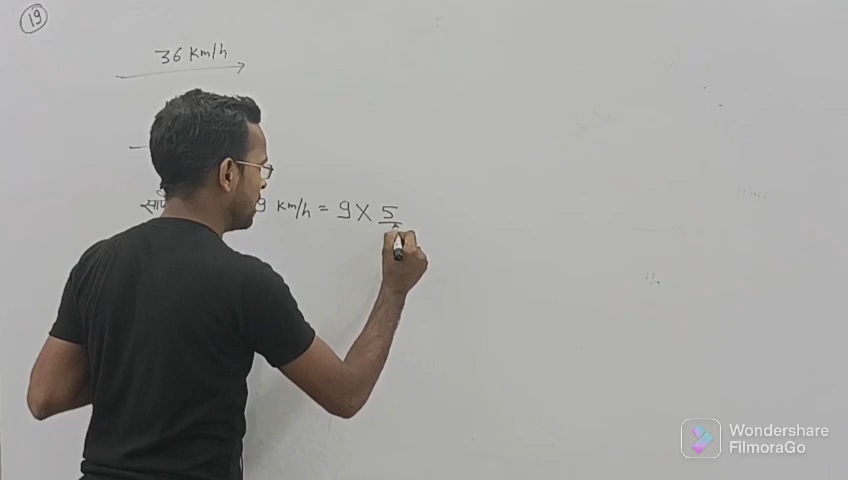 19
36 km/h
9 km/h = 9 × 5
Wondershare
FilmoraGo